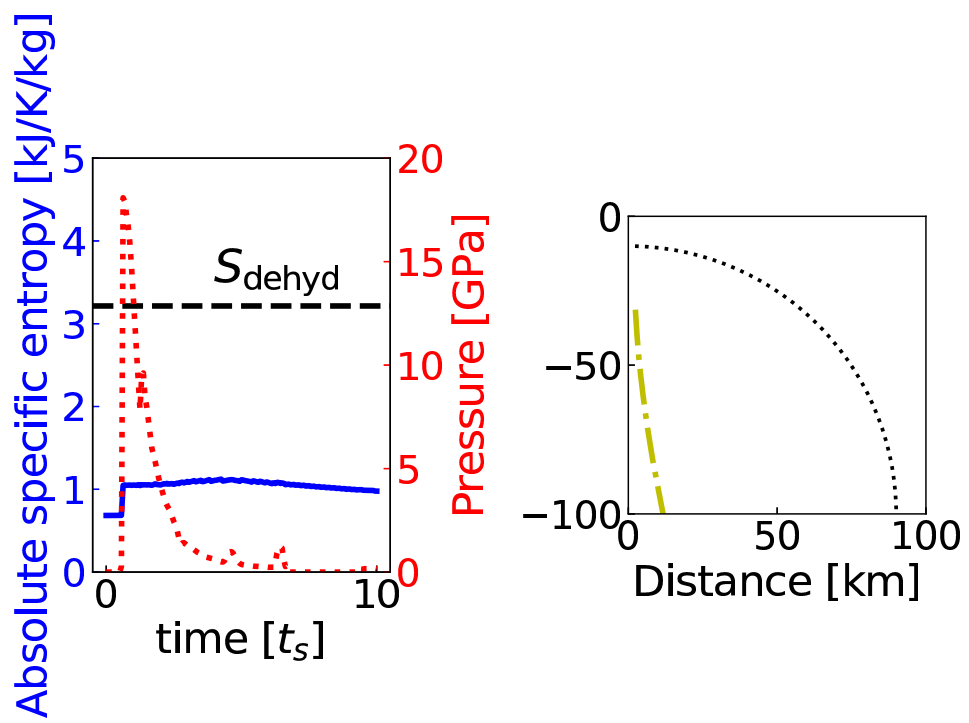 Absolute specific entropy [kJ/K/kg]
5
4
3
2
1
0
S_dehyd
20
15
10
5
0
Pressure [GPa]
0 10
time [t_s]
0
−50
−100
0 50 100
Distance [km]